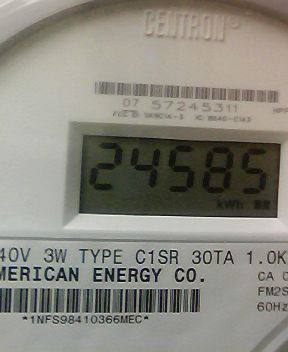 CENTRON®
07 57245311
24585
kWh
40V 3W TYPE C1SR 30TA 1.0K
MERICAN ENERGY CO.
CA
FM2S
60Hz
*1NFS98410366MEC*